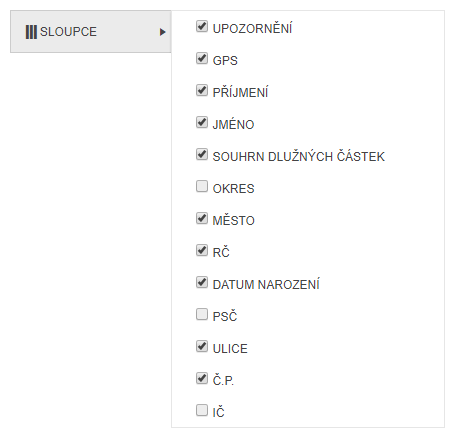 SLOUPCE
UPOZORNĚNÍ
GPS
PŘÍJMENÍ
JMÉNO
SOUHRN DLUŽNÝCH ČÁSTEK
OKRES
MĚSTO
RČ
DATUM NAROZENÍ
PSČ
ULICE
Č.P.
IČ